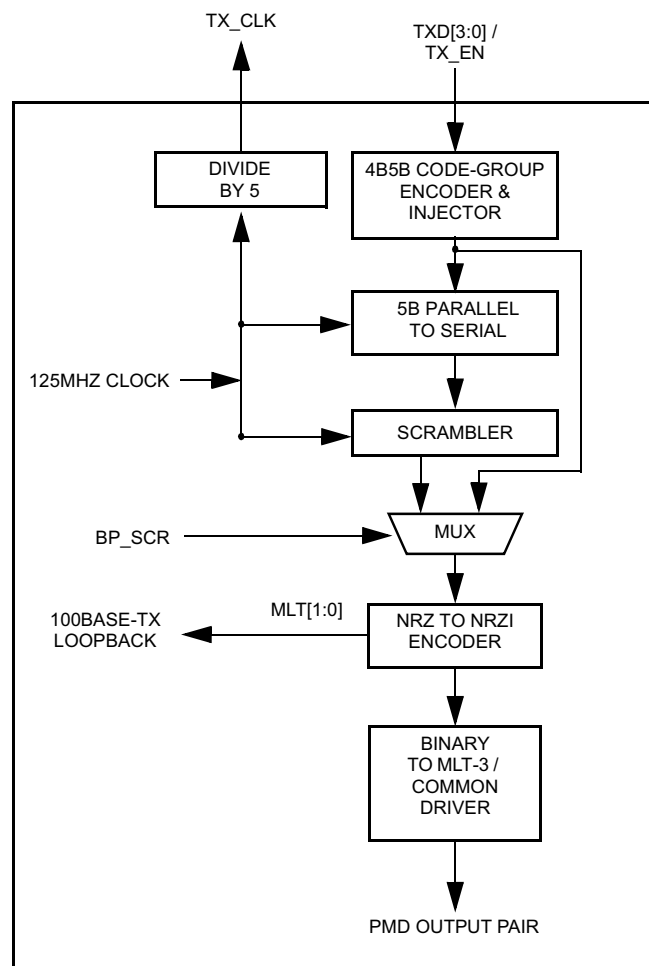 TX_CLK
TXD[3:0] /
TX_EN
DIVIDE
BY 5
4B5B CODE-GROUP
ENCODER &
INJECTOR
5B PARALLEL
TO SERIAL
125MHZ CLOCK
SCRAMBLER
BP_SCR
MUX
100BASE-TX
LOOPBACK
MLT[1:0]
NRZ TO NRZI
ENCODER
BINARY
TO MLT-3 /
COMMON
DRIVER
PMD OUTPUT PAIR